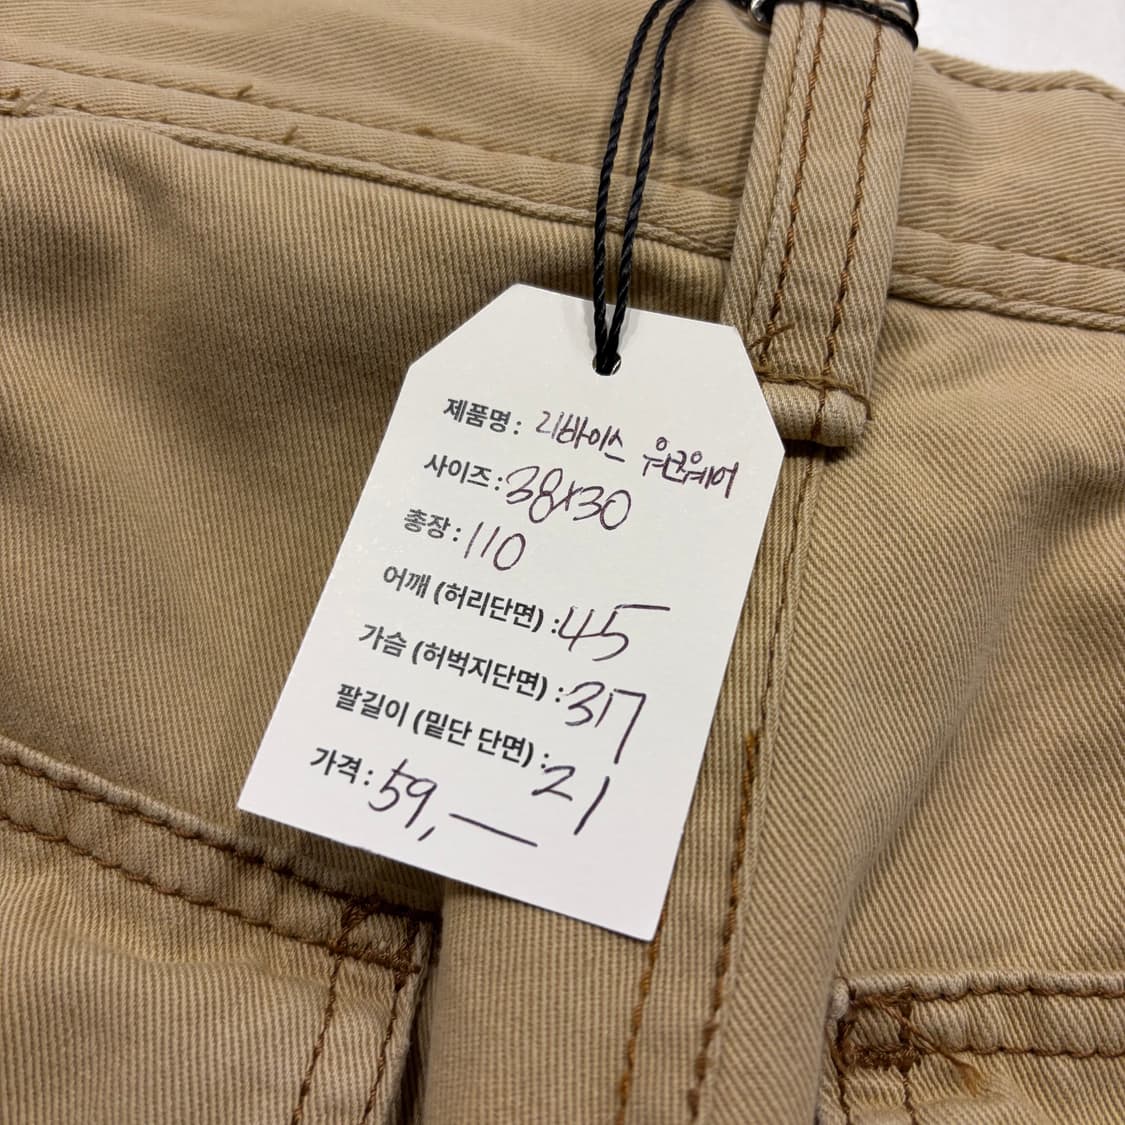 제품명 : 리바이스 워크웨어
사이즈 : 38x30
총장 : 110
어깨 (허리단면) : 45
가슴 (허벅지단면) : 37
팔길이 (밑단 단면) : 21
가격 : 59,—